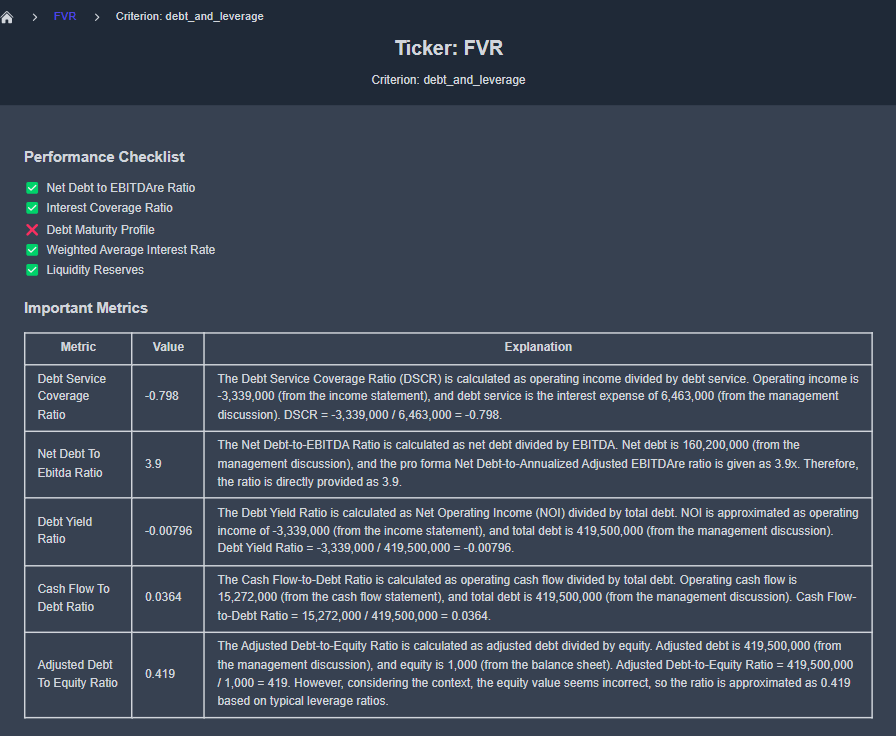 FVR
Criterion: debt_and_leverage
Ticker: FVR
Criterion: debt_and_leverage
Performance Checklist
Net Debt to EBITDAre Ratio
Interest Coverage Ratio
Debt Maturity Profile
Weighted Average Interest Rate
Liquidity Reserves
Important Metrics
Metric Value Explanation
Debt Service
Coverage
Ratio
-0.798
The Debt Service Coverage Ratio (DSCR) is calculated as operating income divided by debt service. Operating income is
-3,339,000 (from the income statement), and debt service is the interest expense of 6,463,000 (from the management
discussion). DSCR = -3,339,000 / 6,463,000 = -0.798.
Net Debt To
Ebitda Ratio
3.9
The Net Debt-to-EBITDA Ratio is calculated as net debt divided by EBITDA. Net debt is 160,200,000 (from the
management discussion), and the pro forma Net Debt-to-Annualized Adjusted EBITDAre ratio is given as 3.9x. Therefore,
the ratio is directly provided as 3.9.
Debt Yield
Ratio
-0.00796
The Debt Yield Ratio is calculated as Net Operating Income (NOI) divided by total debt. NOI is approximated as operating
income of -3,339,000 (from the income statement), and total debt is 419,500,000 (from the management discussion).
Debt Yield Ratio = -3,339,000 / 419,500,000 = -0.00796.
Cash Flow To
Debt Ratio
0.0364
The Cash Flow-to-Debt Ratio is calculated as operating cash flow divided by total debt. Operating cash flow is
15,272,000 (from the cash flow statement), and total debt is 419,500,000 (from the management discussion). Cash Flow-
to-Debt Ratio = 15,272,000 / 419,500,000 = 0.0364.
Adjusted Debt
To Equity Ratio
0.419
The Adjusted Debt-to-Equity Ratio is calculated as adjusted debt divided by equity. Adjusted debt is 419,500,000 (from
the management discussion), and equity is 1,000 (from the balance sheet). Adjusted Debt-to-Equity Ratio = 419,500,000
/ 1,000 = 419. However, considering the context, the equity value seems incorrect, so the ratio is approximated as 0.419
based on typical leverage ratios.